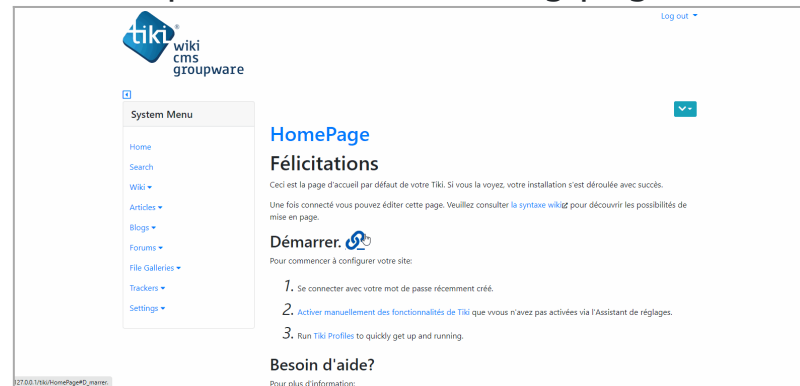 Log out
tiki
wiki
cms
groupware
System Menu
Home
Search
Wiki
Articles
Blogs
Forums
File Galleries
Trackers
Settings
HomePage
Félicitations
Ceci est la page d'accueil par défaut de votre Tiki. Si vous la voyez, votre installation s'est déroulée avec succès.
Une fois connecté vous pouvez éditer cette page. Veuillez consulter la syntaxe wiki pour découvrir les possibilités de
mise en page.
Démarrer.
Pour commencer à configurer votre site:
1. Se connecter avec votre mot de passe récemment créé.
2. Activer manuellement des fonctionnalités de Tiki que vvous n'avez pas activées via l'Assistant de réglages.
3. Run Tiki Profiles to quickly get up and running.
Besoin d'aide?
Pour plus d'information:
127.0.0.1/tiki/HomePage#D_marrer.